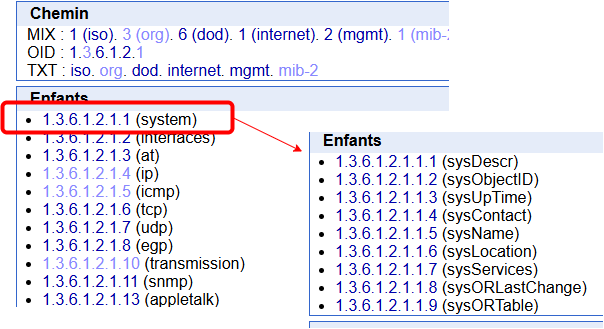 Chemin
MIX : 1 (iso). 3 (org). 6 (dod). 1 (internet). 2 (mgmt). 1 (mib-2
OID : 1.3.6.1.2.1
TXT : iso. org. dod. internet. mgmt. mib-2
Enfants
• 1.3.6.1.2.1.1 (system)
• 1.3.6.1.2.1.2 (interfaces)
• 1.3.6.1.2.1.3 (at)
• 1.3.6.1.2.1.4 (ip)
• 1.3.6.1.2.1.5 (icmp)
• 1.3.6.1.2.1.6 (tcp)
• 1.3.6.1.2.1.7 (udp)
• 1.3.6.1.2.1.8 (egp)
• 1.3.6.1.2.1.10 (transmission)
• 1.3.6.1.2.1.11 (snmp)
• 1.3.6.1.2.1.13 (appletalk)
Enfants
• 1.3.6.1.2.1.1.1 (sysDescr)
• 1.3.6.1.2.1.1.2 (sysObjectID)
• 1.3.6.1.2.1.1.3 (sysUpTime)
• 1.3.6.1.2.1.1.4 (sysContact)
• 1.3.6.1.2.1.1.5 (sysName)
• 1.3.6.1.2.1.1.6 (sysLocation)
• 1.3.6.1.2.1.1.7 (sysServices)
• 1.3.6.1.2.1.1.8 (sysORLastChange)
• 1.3.6.1.2.1.1.9 (sysORTable)